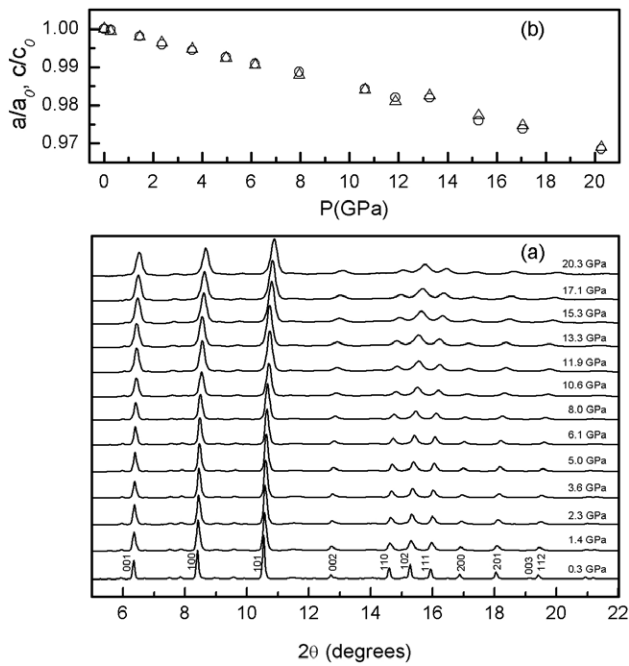 (b)
a/a0, c/c0
1.00
0.99
0.98
0.97
0 2 4 6 8 10 12 14 16 18 20
P(GPa)
(a)
20.3 GPa
17.1 GPa
15.3 GPa
13.3 GPa
11.9 GPa
10.6 GPa
8.0 GPa
6.1 GPa
5.0 GPa
3.6 GPa
2.3 GPa
1.4 GPa
0.3 GPa
001 100 101 002 110 102 111 200 201 003 112
6 8 10 12 14 16 18 20 22
2θ (degrees)